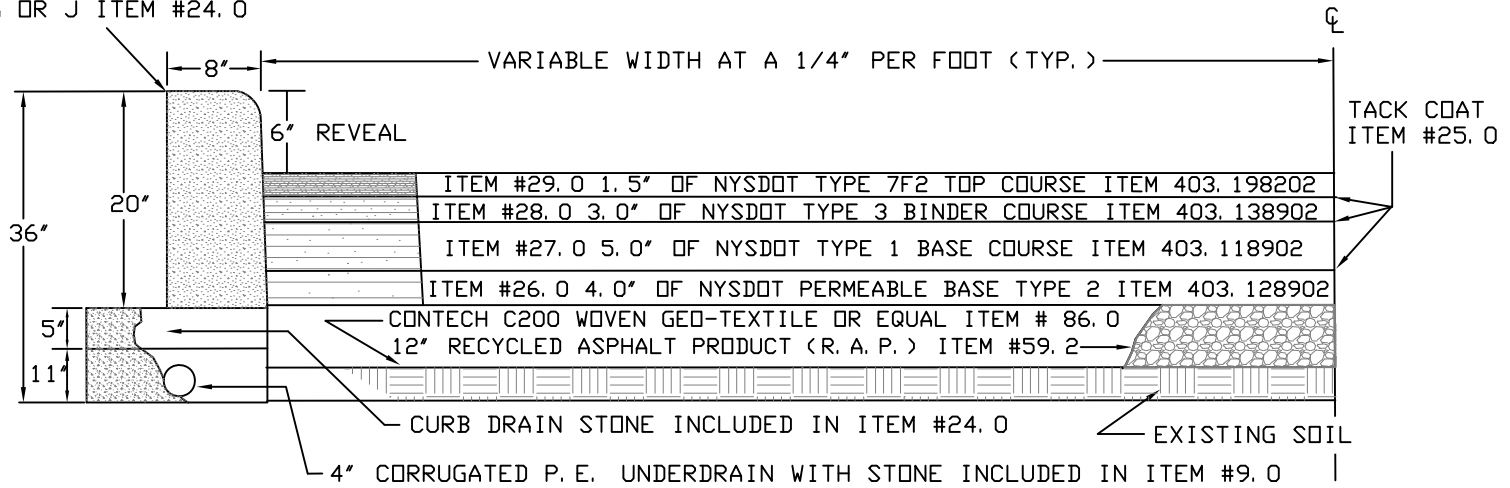 OR J ITEM #24.0
℄
8"
VARIABLE WIDTH AT A 1/4" PER FOOT (TYP.)
TACK COAT
ITEM #25.0
6" REVEAL
ITEM #29.0 1.5" OF NYSDOT TYPE 7F2 TOP COURSE ITEM 403.198202
20"
ITEM #28.0 3.0" OF NYSDOT TYPE 3 BINDER COURSE ITEM 403.138902
36"
ITEM #27.0 5.0" OF NYSDOT TYPE 1 BASE COURSE ITEM 403.118902
ITEM #26.0 4.0" OF NYSDOT PERMEABLE BASE TYPE 2 ITEM 403.128902
5"
CONTECH C200 WOVEN GEO-TEXTILE OR EQUAL ITEM # 86.0
12" RECYCLED ASPHALT PRODUCT (R.A.P.) ITEM #59.2
11"
CURB DRAIN STONE INCLUDED IN ITEM #24.0
EXISTING SOIL
4" CORRUGATED P.E. UNDERDRAIN WITH STONE INCLUDED IN ITEM #9.0